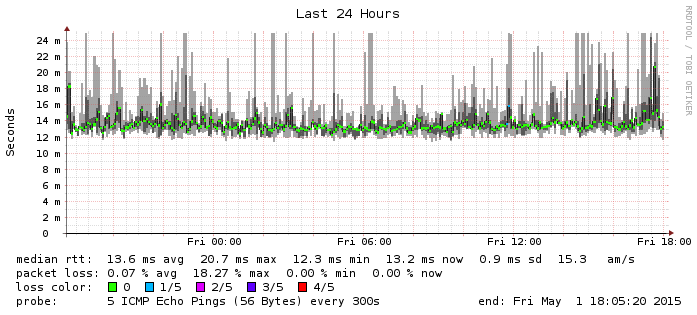 Last 24 Hours
RRDTOOL / TOBI OETIKER
Seconds
24 m
22 m
20 m
18 m
16 m
14 m
12 m
10 m
8 m
6 m
4 m
2 m
0
Fri 00:00 Fri 06:00 Fri 12:00 Fri 18:00
median rtt: 13.6 ms avg 20.7 ms max 12.3 ms min 13.2 ms now 0.9 ms sd 15.3 am/s
packet loss: 0.07 % avg 18.27 % max 0.00 % min 0.00 % now
loss color: 0 1/5 2/5 3/5 4/5
probe: 5 ICMP Echo Pings (56 Bytes) every 300s end: Fri May 1 18:05:20 2015